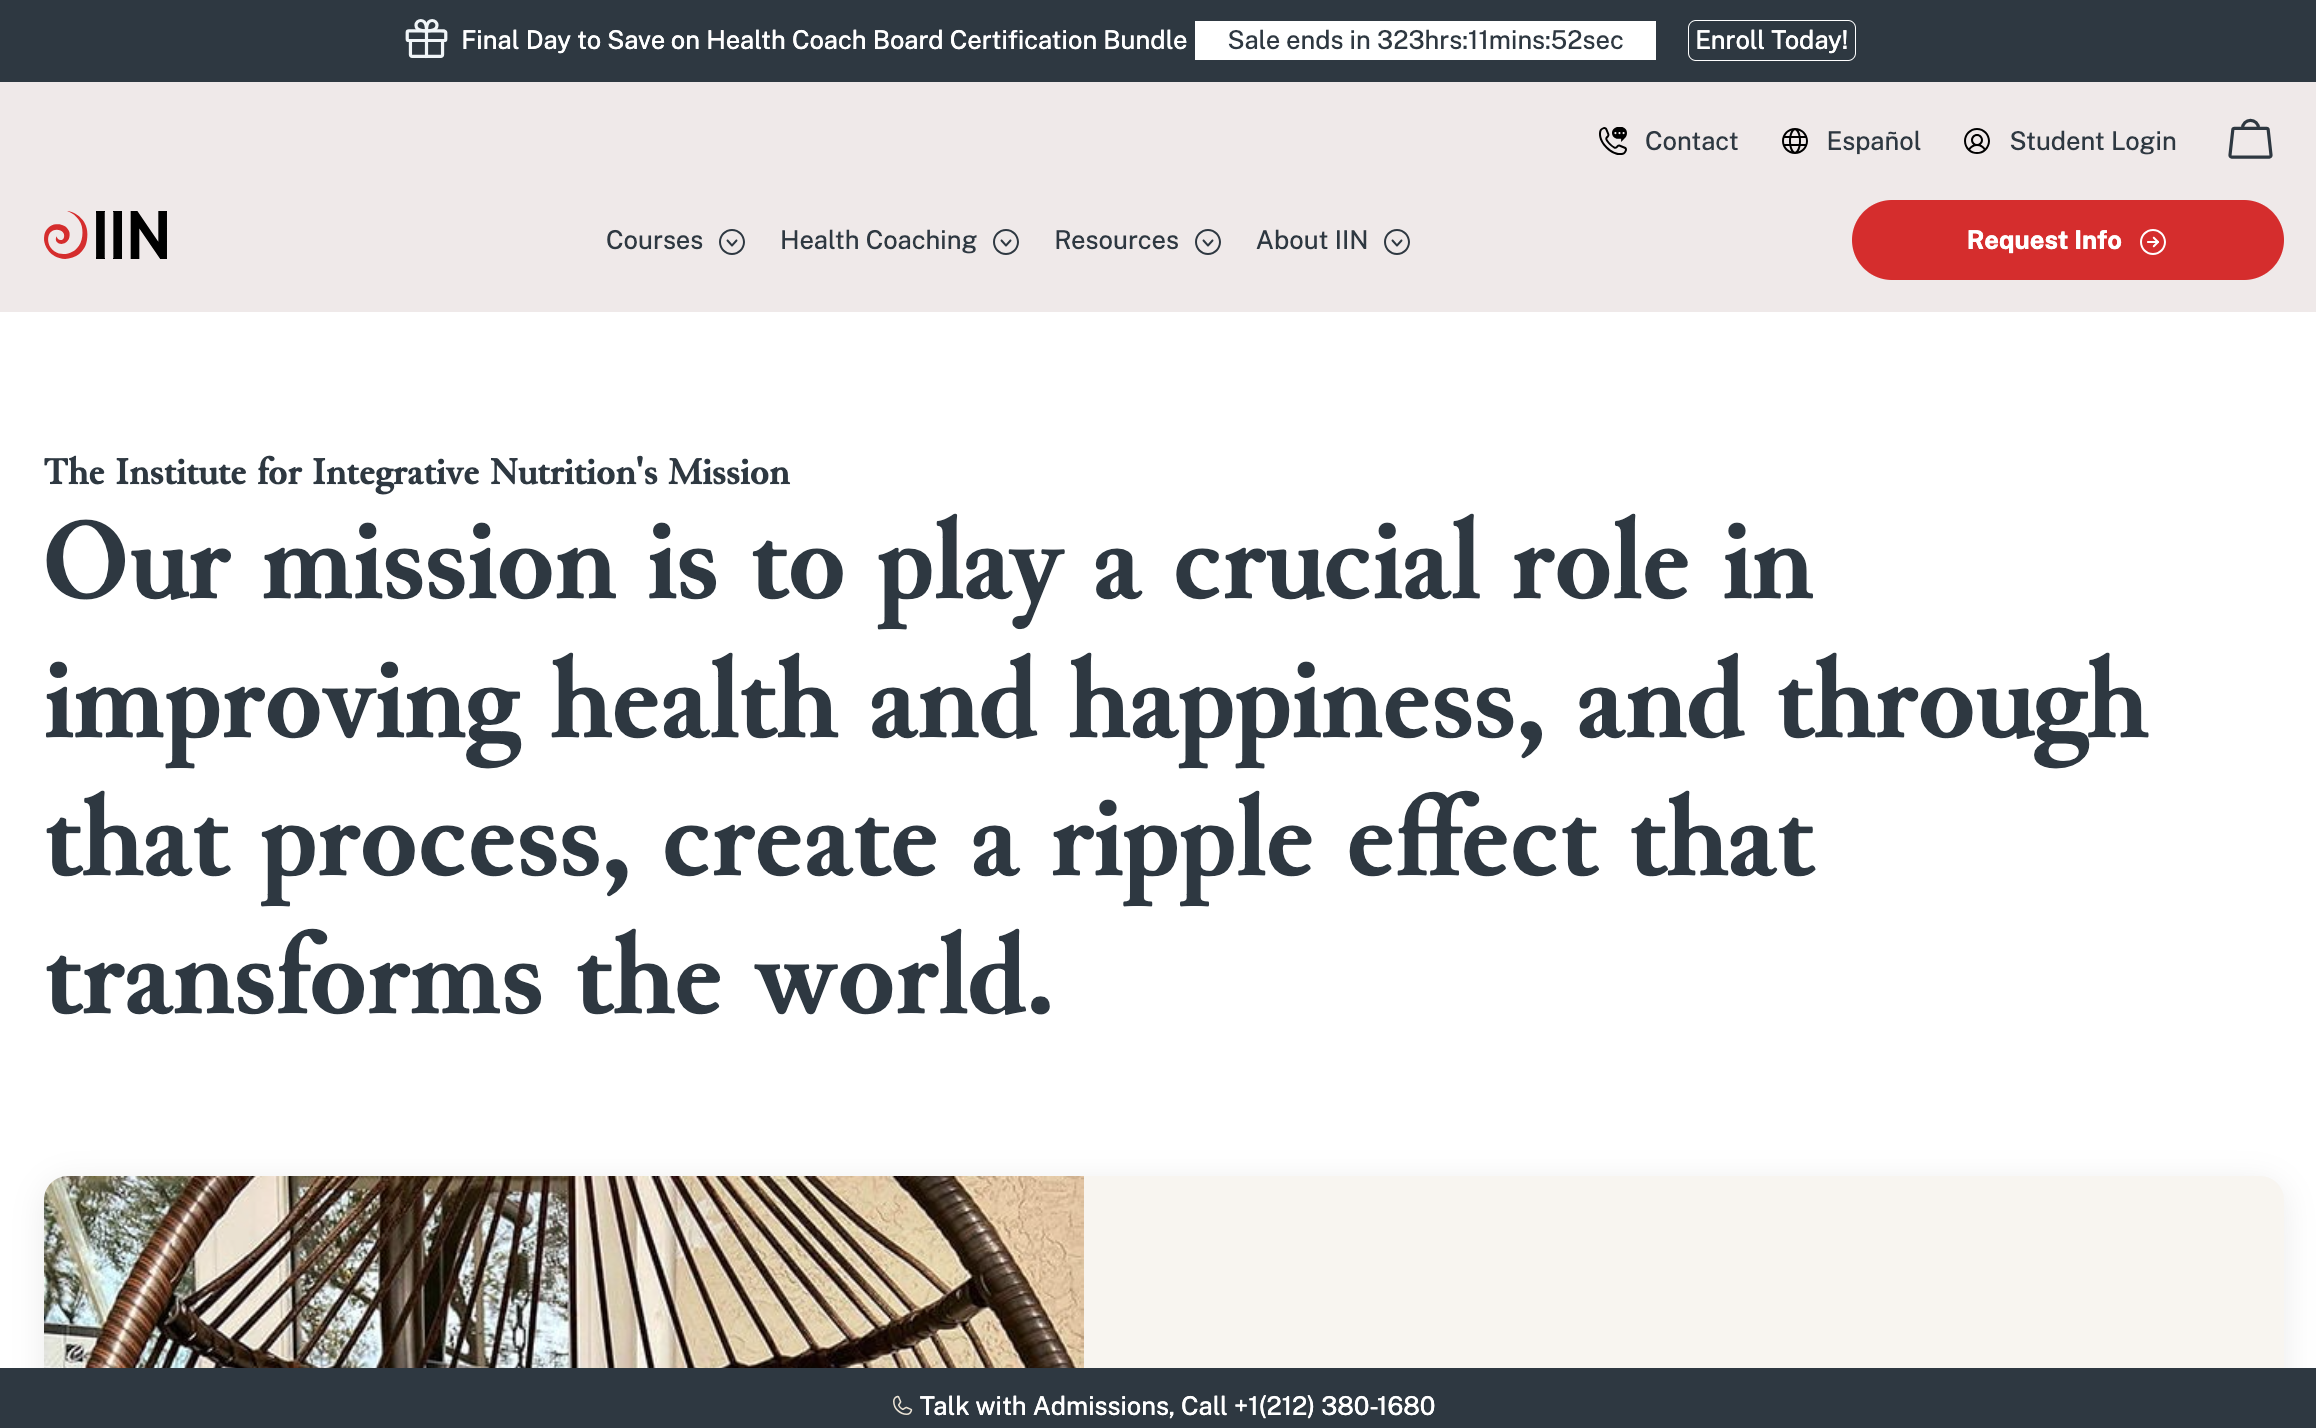 Final Day to Save on Health Coach Board Certification Bundle Sale ends in 323hrs:11mins:52sec Enroll Today!
Contact Español Student Login
IIN Courses Health Coaching Resources About IIN Request Info
The Institute for Integrative Nutrition's Mission
Our mission is to play a crucial role in
improving health and happiness, and through
that process, create a ripple effect that
transforms the world.
Talk with Admissions, Call +1(212) 380-1680